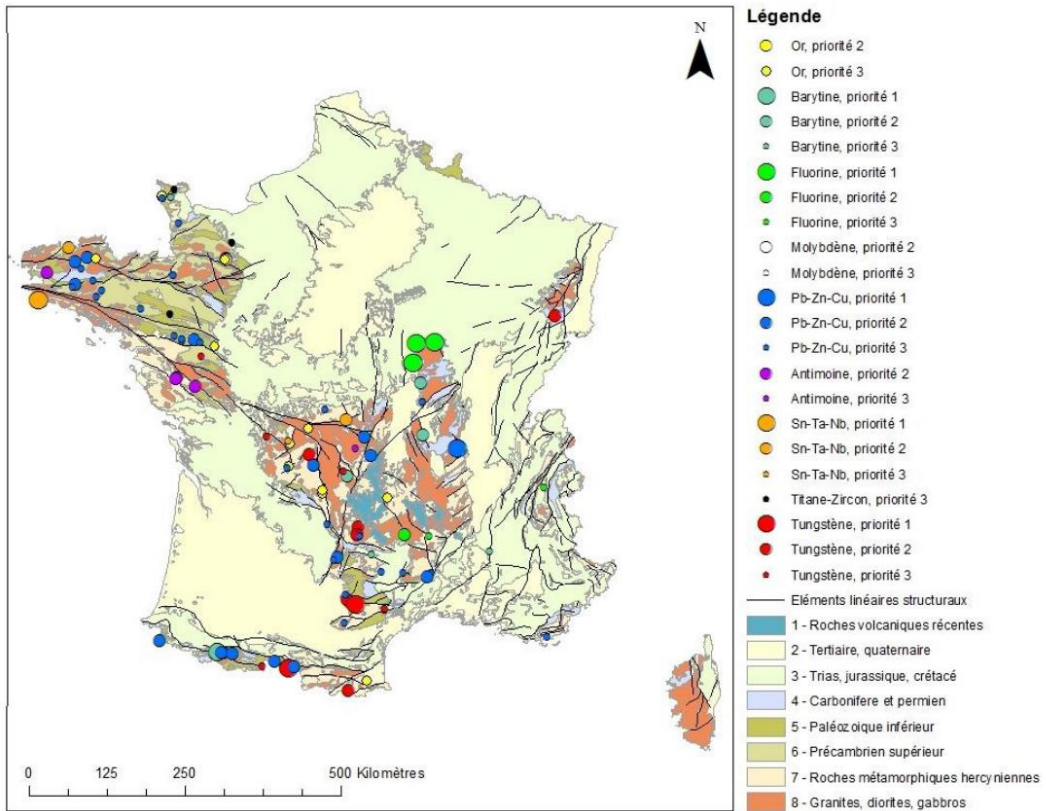 N
0 125 250 500 Kilomètres
Légende
Or, priorité 2
Or, priorité 3
Barytine, priorité 1
Barytine, priorité 2
Barytine, priorité 3
Fluorine, priorité 1
Fluorine, priorité 2
Fluorine, priorité 3
Molybdène, priorité 2
Molybdène, priorité 3
Pb-Zn-Cu, priorité 1
Pb-Zn-Cu, priorité 2
Pb-Zn-Cu, priorité 3
Antimoine, priorité 2
Antimoine, priorité 3
Sn-Ta-Nb, priorité 1
Sn-Ta-Nb, priorité 2
Sn-Ta-Nb, priorité 3
Titane-Zircon, priorité 3
Tungstène, priorité 1
Tungstène, priorité 2
Tungstène, priorité 3
Eléments linéaires structuraux
1 - Roches volcaniques récentes
2 - Tertiaire, quaternaire
3 - Trias, jurassique, crétacé
4 - Carbonifere et permien
5 - Paléozoique inférieur
6 - Précambrien supérieur
7 - Roches métamorphiques hercyniennes
8 - Granites, diorites, gabbros